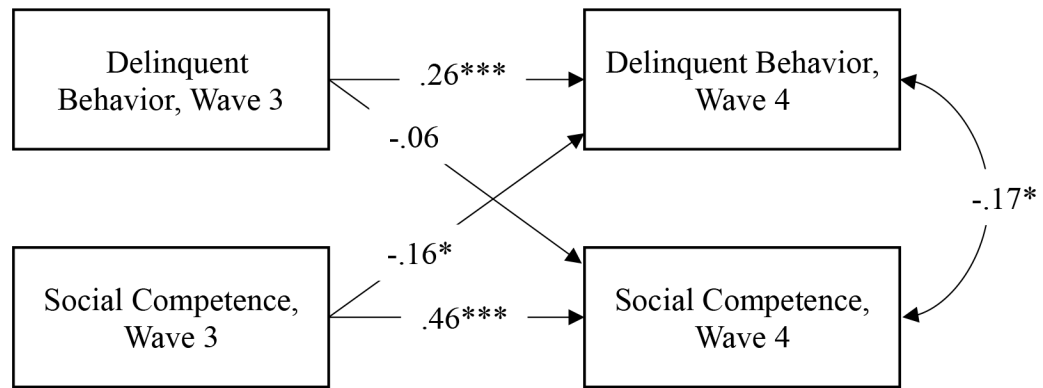 Delinquent
Behavior, Wave 3
.26***
Delinquent Behavior,
Wave 4
-.06
-.17*
-.16*
Social Competence,
Wave 3
.46***
Social Competence,
Wave 4